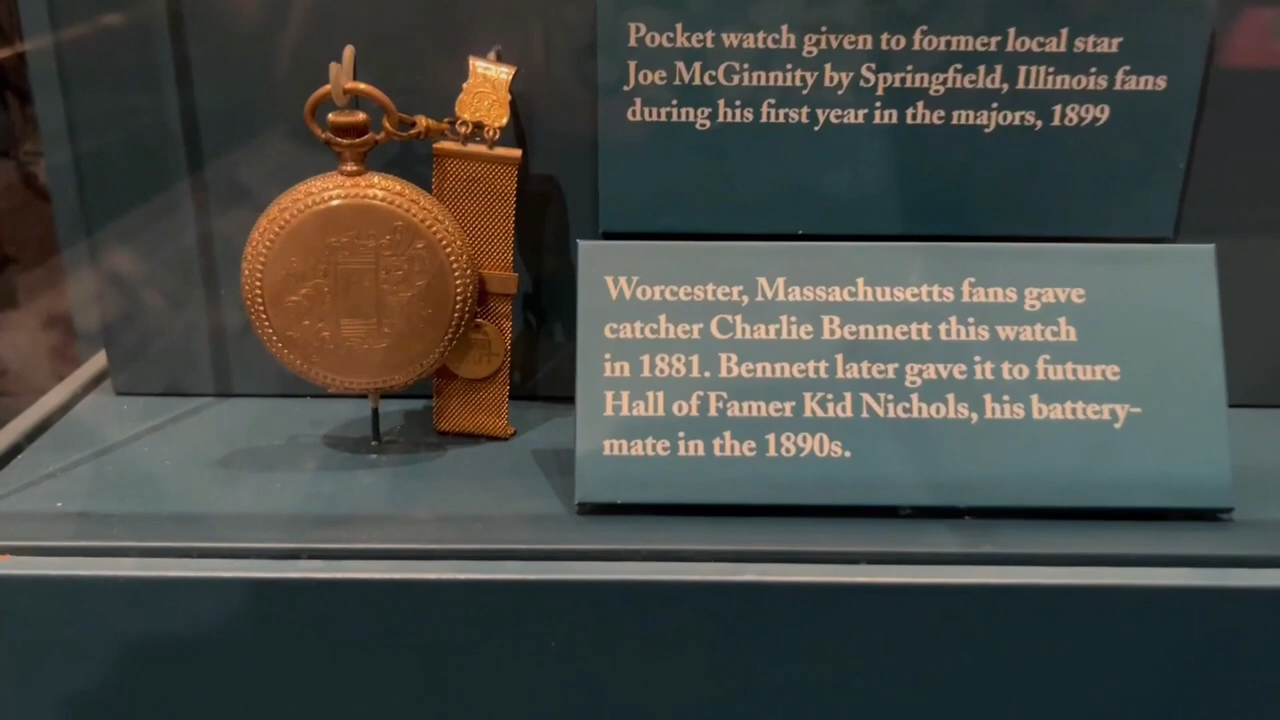 Pocket watch given to former local star
Joe McGinnity by Springfield, Illinois fans
during his first year in the majors, 1899
Worcester, Massachusetts fans gave
catcher Charlie Bennett this watch
in 1881. Bennett later gave it to future
Hall of Famer Kid Nichols, his battery-
mate in the 1890s.